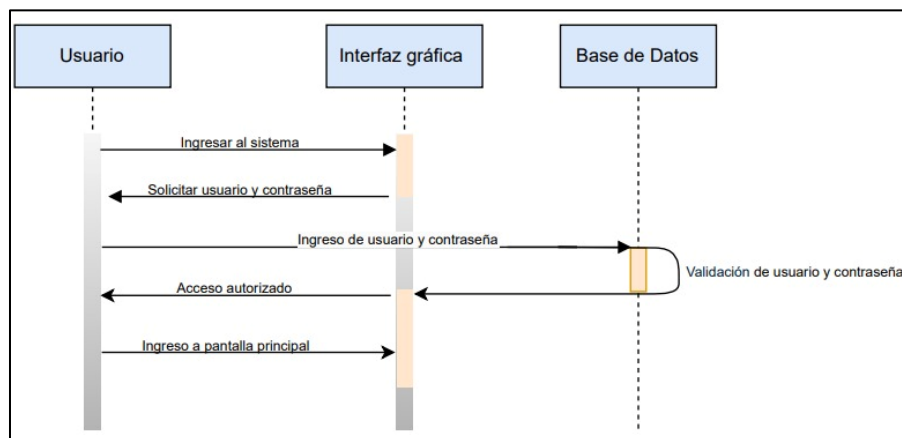 Usuario
Interfaz gráfica
Base de Datos
Ingresar al sistema
Solicitar usuario y contraseña
Ingreso de usuario y contraseña
Validación de usuario y contraseña
Acceso autorizado
Ingreso a pantalla principal